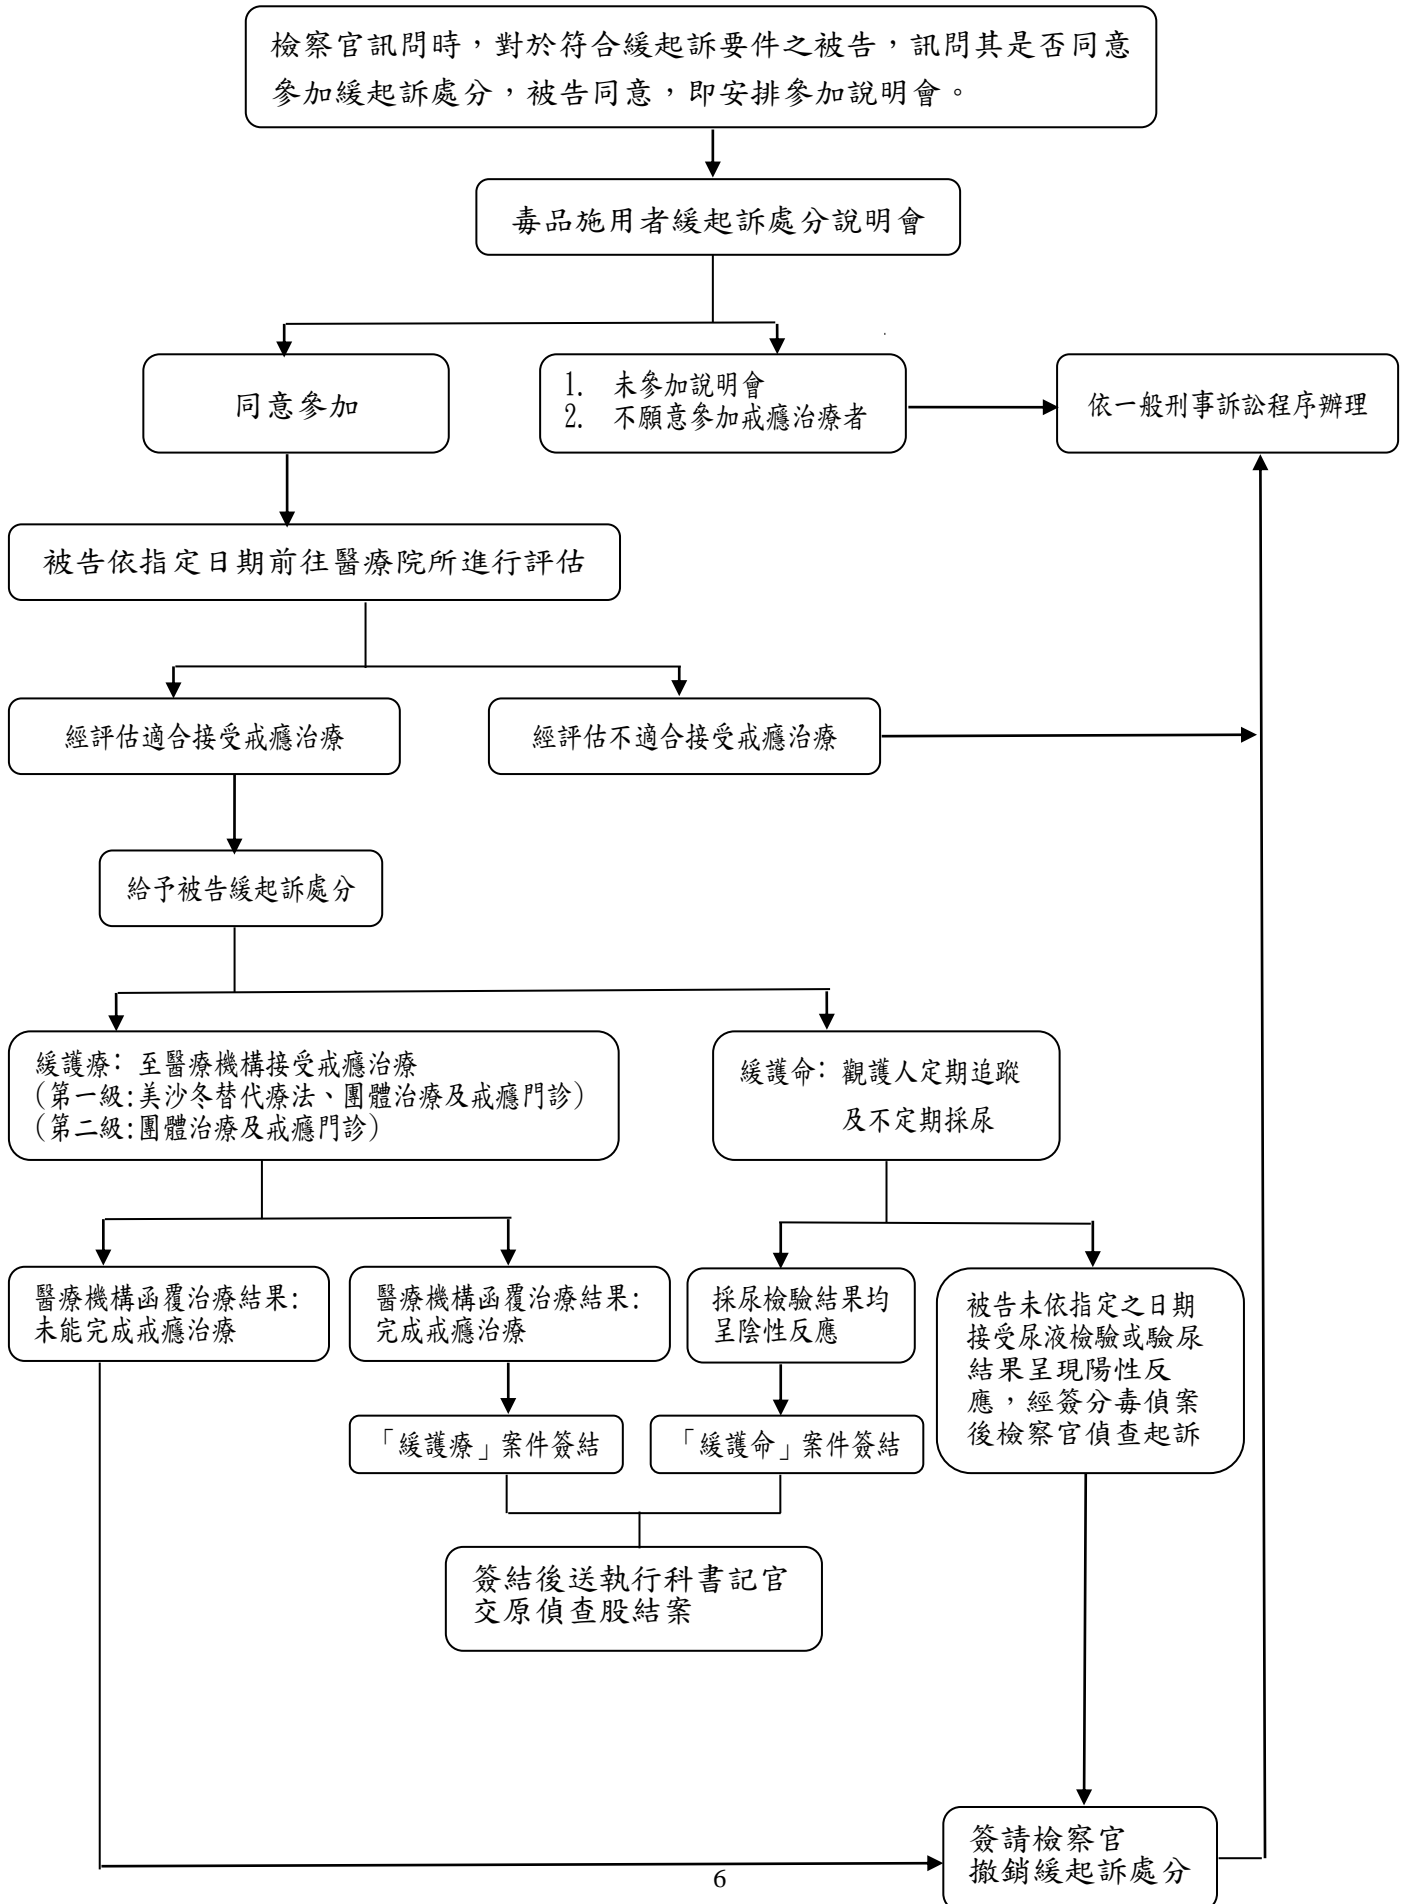 檢察官訊問時，對於符合緩起訴要件之被告，訊問其是否同意
參加緩起訴處分，被告同意，即安排參加說明會。
毒品施用者緩起訴處分說明會
同意參加
1. 未參加說明會
2. 不願意參加戒癮治療者
依一般刑事訴訟程序辦理
被告依指定日期前往醫療院所進行評估
經評估適合接受戒癮治療
經評估不適合接受戒癮治療
給予被告緩起訴處分
緩護療：至醫療機構接受戒癮治療
(第一級:美沙冬替代療法、團體治療及戒癮門診)
(第二級:團體治療及戒癮門診)
緩護命：觀護人定期追蹤
及不定期採尿
醫療機構函覆治療結果:
未能完成戒癮治療
醫療機構函覆治療結果:
完成戒癮治療
採尿檢驗結果均
呈陰性反應
被告未依指定之日期
接受尿液檢驗或驗尿
結果呈現陽性反
應，經簽分毒偵案
後檢察官偵查起訴
「緩護療」案件簽結
「緩護命」案件簽結
簽結後送執行科書記官
交原偵查股結案
簽請檢察官
撤銷緩起訴處分
6